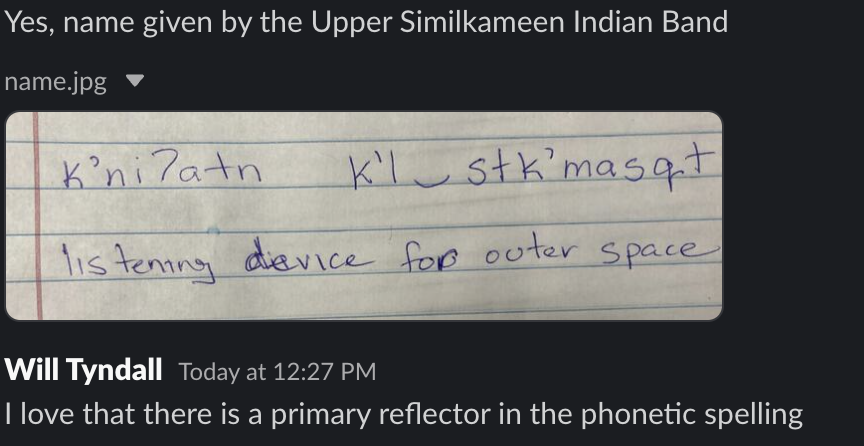 Yes, name given by the Upper Similkameen Indian Band
name.jpg
k'ni?atn k'l‿stk'masqt
listening device for outer space
Will Tyndall Today at 12:27 PM
I love that there is a primary reflector in the phonetic spelling